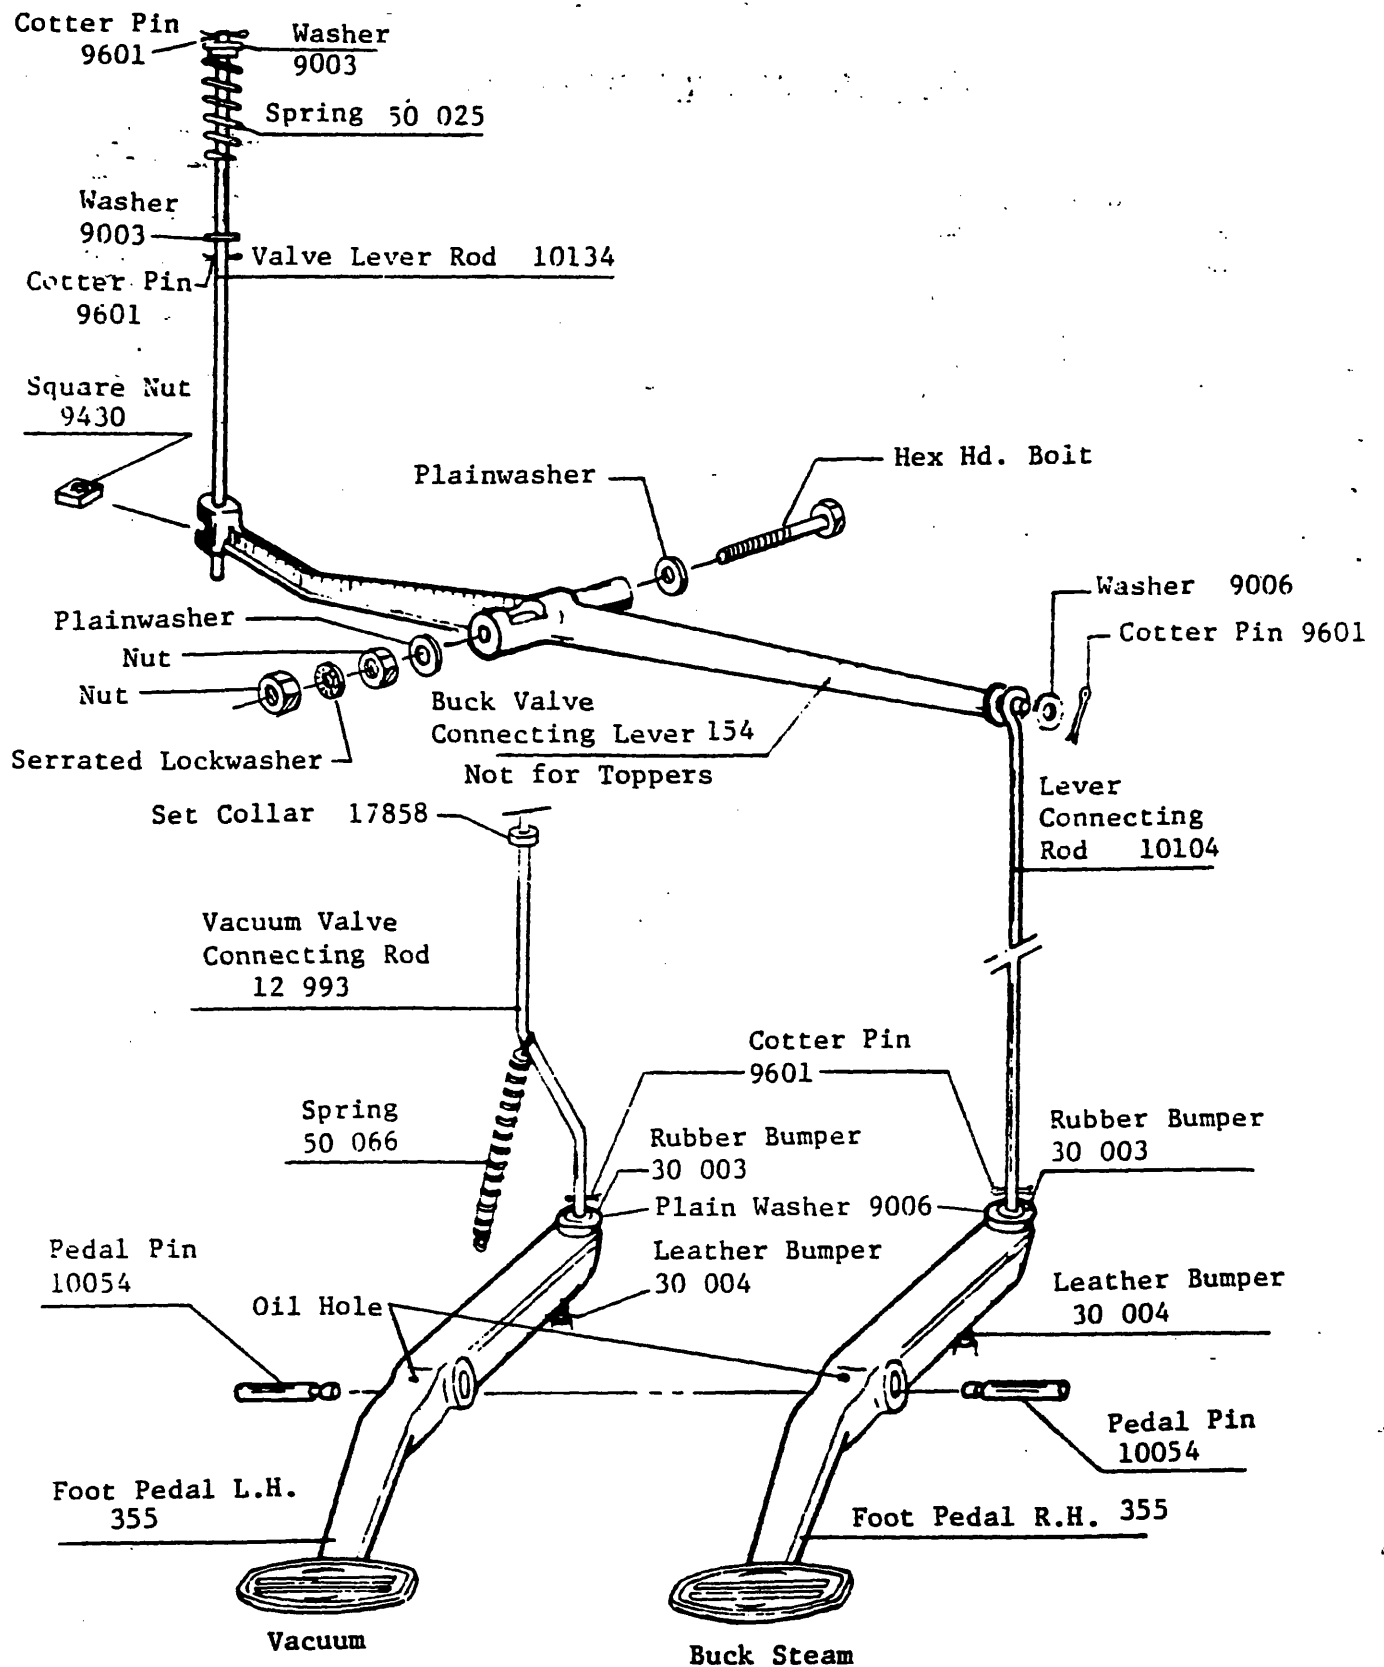 Cotter Pin
9601
Washer
9003
Spring 50 025
Washer
9003
Valve Lever Rod 10134
Cotter Pin
9601
Square Nut
9430
Plainwasher
Hex Hd. Bolt
Washer 9006
Cotter Pin 9601
Plainwasher
Nut
Nut
Serrated Lockwasher
Buck Valve
Connecting Lever 154
Not for Toppers
Set Collar 17858
Lever
Connecting
Rod 10104
Vacuum Valve
Connecting Rod
12 993
Cotter Pin
9601
Spring
50 066
Rubber Bumper
30 003
Rubber Bumper
30 003
Plain Washer 9006
Pedal Pin
10054
Leather Bumper
30 004
Leather Bumper
30 004
Oil Hole
Pedal Pin
10054
Foot Pedal L.H.
355
Foot Pedal R.H. 355
Vacuum
Buck Steam